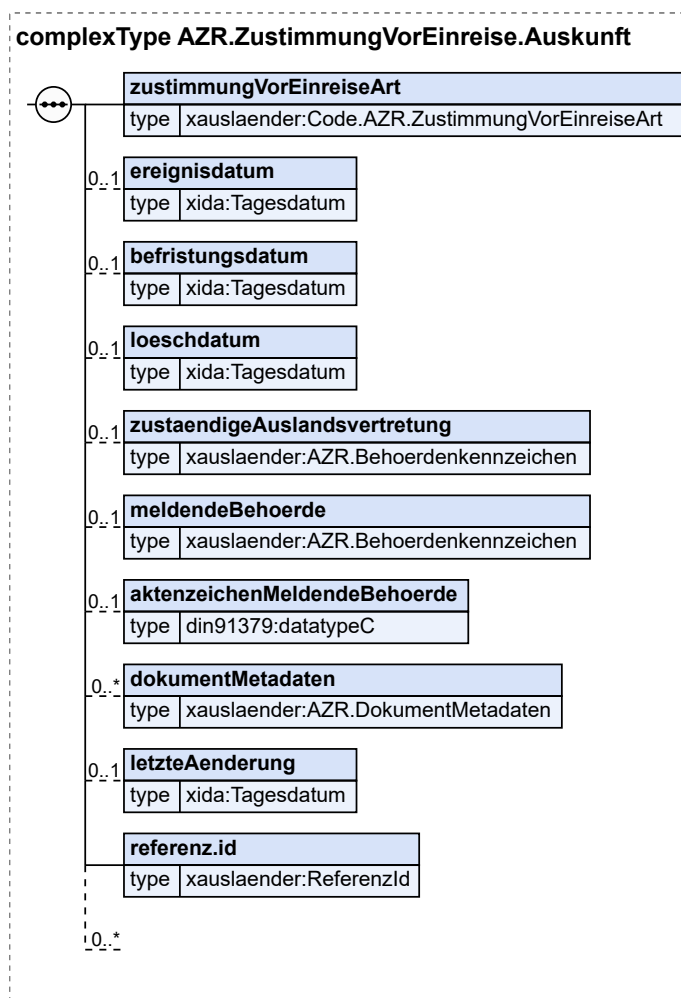 complexType AZR.ZustimmungVorEinreise.Auskunft
zustimmungVorEinreiseArt
type xauslaender:Code.AZR.ZustimmungVorEinreiseArt
0..1 ereignisdatum
type xida:Tagesdatum
0..1 befristungsdatum
type xida:Tagesdatum
0..1 loeschdatum
type xida:Tagesdatum
0..1 zustaendigeAuslandsvertretung
type xauslaender:AZR.Behoerdenkennzeichen
0..1 meldendeBehoerde
type xauslaender:AZR.Behoerdenkennzeichen
0..1 aktenzeichenMeldendeBehoerde
type din91379:datatypeC
0..* dokumentMetadaten
type xauslaender:AZR.DokumentMetadaten
0..1 letzteAenderung
type xida:Tagesdatum
referenz.id
type xauslaender:ReferenzId
0..*